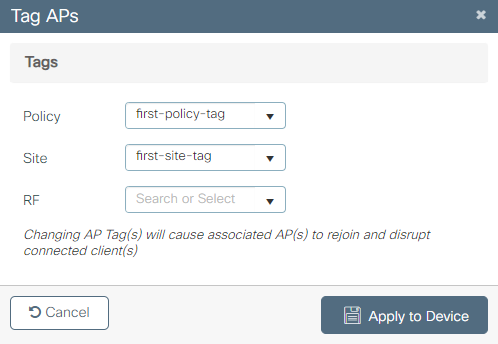 Tag APs
Tags
Policy
first-policy-tag
Site
first-site-tag
RF
Search or Select
Changing AP Tag(s) will cause associated AP(s) to rejoin and disrupt
connected client(s)
Cancel
Apply to Device